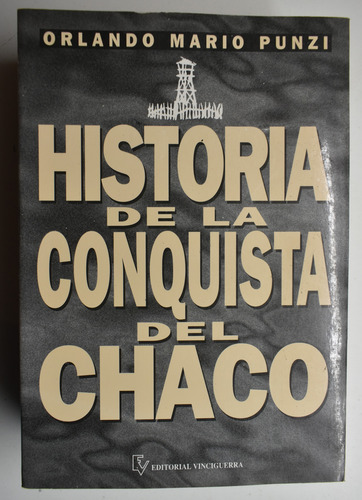 ORLANDO MARIO PUNZI
HISTORIA
DE LA
CONQUISTA
DEL
CHACO
EV EDITORIAL VINCIGUERRA